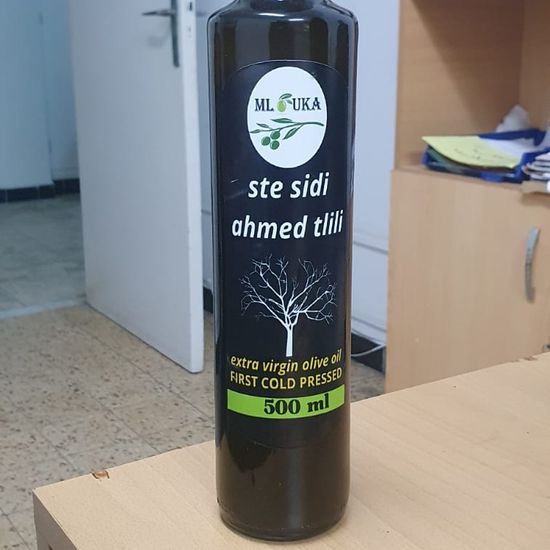 MLOUKA
ste sidi
ahmed tlili
extra virgin olive oil
FIRST COLD PRESSED
500 ml